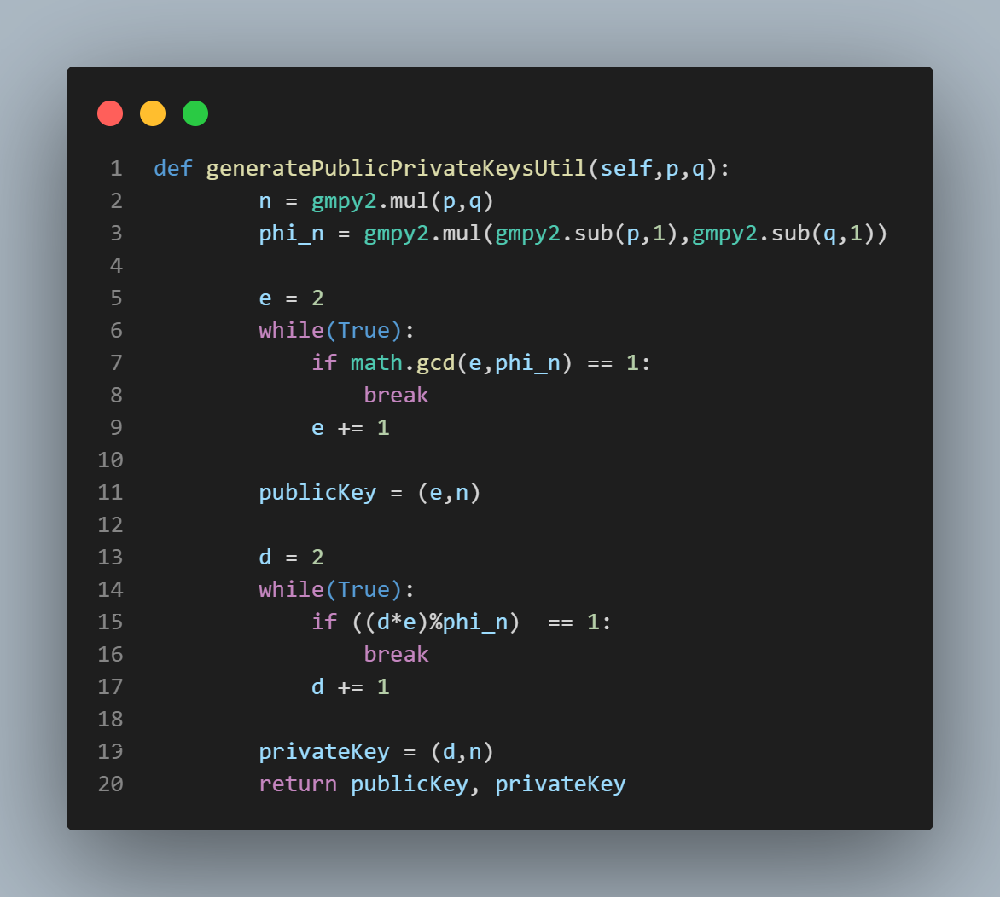 1 def generatePublicPrivateKeysUtil(self,p,q):
2         n = gmpy2.mul(p,q)
3         phi_n = gmpy2.mul(gmpy2.sub(p,1),gmpy2.sub(q,1))
4
5         e = 2
6         while(True):
7             if math.gcd(e,phi_n) == 1:
8                 break
9             e += 1
10
11         publicKey = (e,n)
12
13         d = 2
14         while(True):
15             if ((d*e)%phi_n)  == 1:
16                 break
17             d += 1
18
19         privateKey = (d,n)
20         return publicKey, privateKey